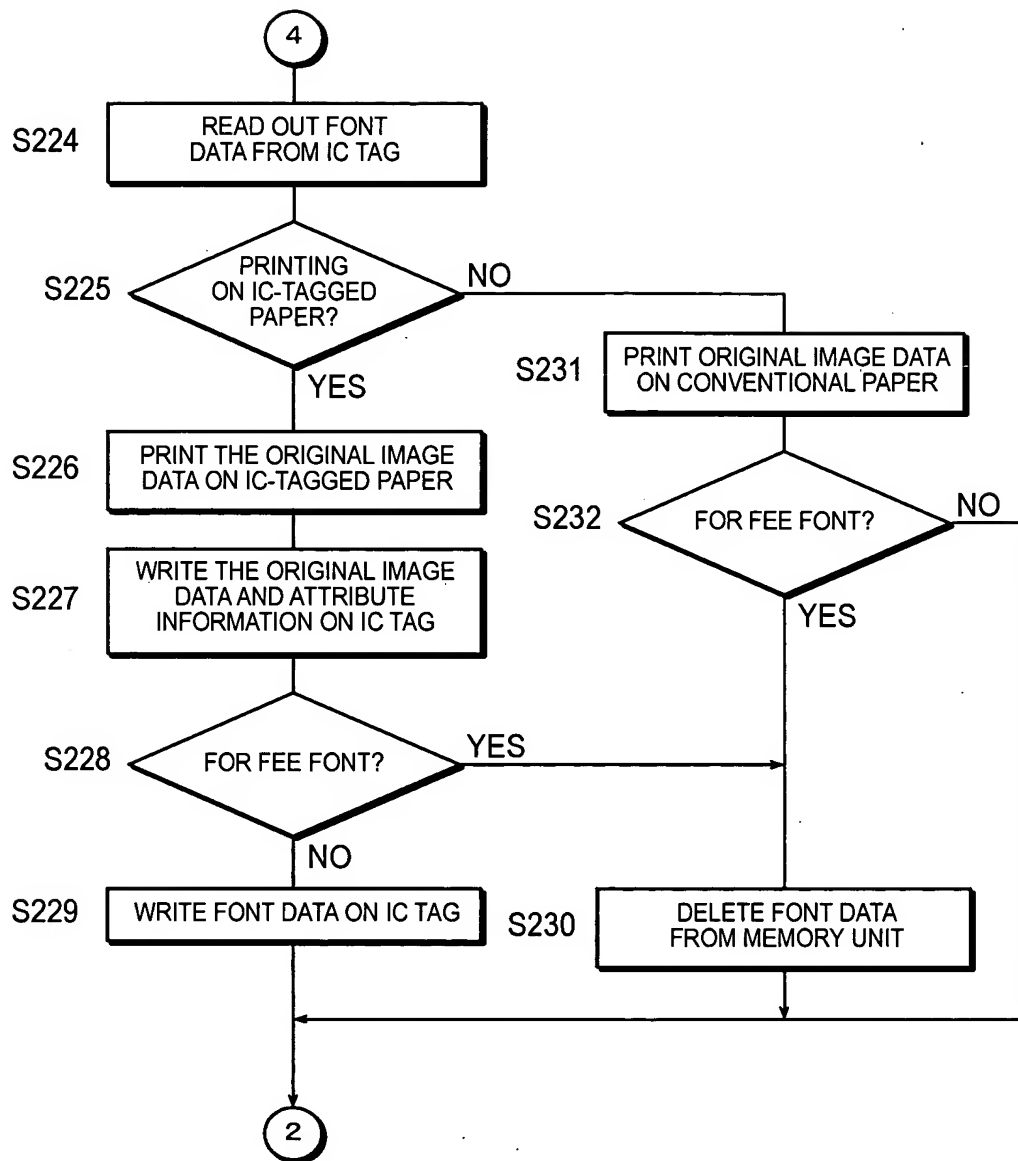 4
S224
READ OUT FONT
DATA FROM IC TAG
S225
PRINTING
ON IC-TAGGED
PAPER?
NO
YES
S231
PRINT ORIGINAL IMAGE DATA
ON CONVENTIONAL PAPER
S226
PRINT THE ORIGINAL IMAGE
DATA ON IC-TAGGED PAPER
S232
FOR FEE FONT?
NO
YES
S227
WRITE THE ORIGINAL IMAGE
DATA AND ATTRIBUTE
INFORMATION ON IC TAG
S228
FOR FEE FONT?
YES
NO
S229
WRITE FONT DATA ON IC TAG
S230
DELETE FONT DATA
FROM MEMORY UNIT
2